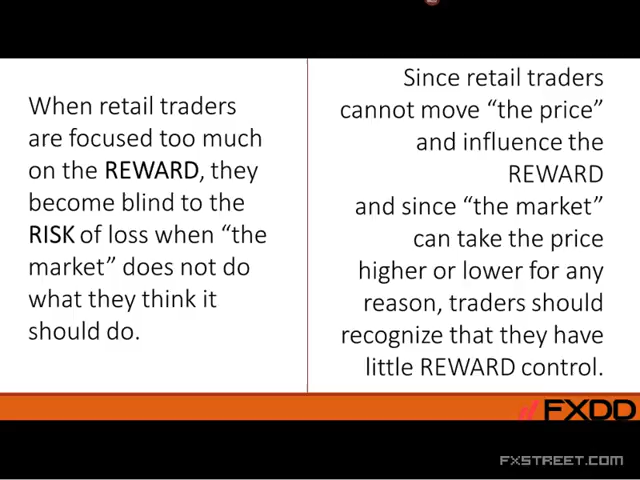 When retail traders
are focused too much
on the REWARD, they
become blind to the
RISK of loss when “the
market” does not do
what they think it
should do.
Since retail traders
cannot move “the price”
and influence the
REWARD
and since “the market”
can take the price
higher or lower for any
reason, traders should
recognize that they have
little REWARD control.
FXDD
FXSTREET.COM